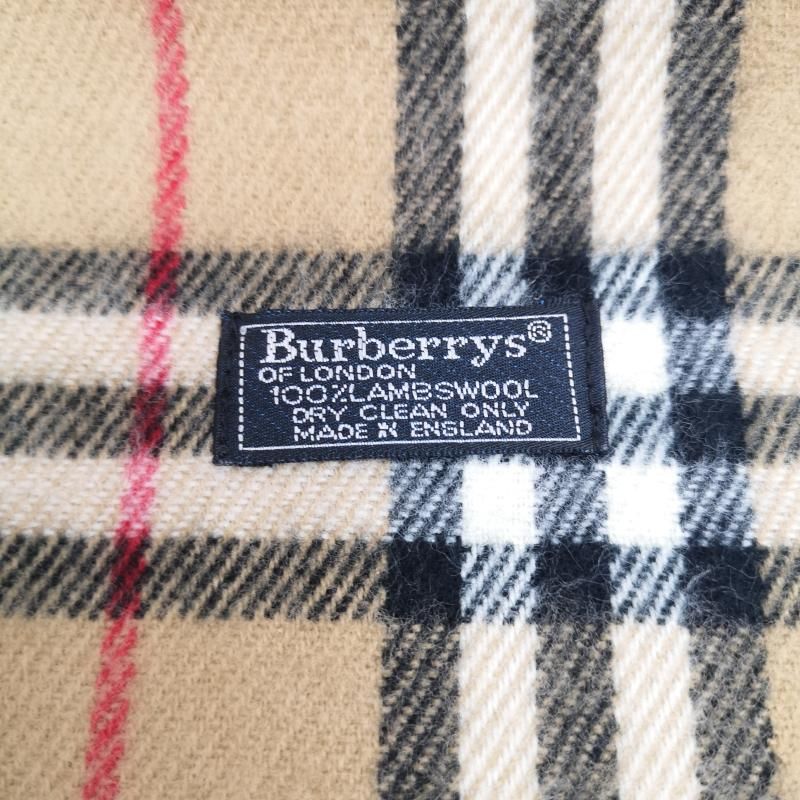 Burberrys®
OF LONDON
100%LAMBSWOOL
DRY CLEAN ONLY
MADE IN ENGLAND